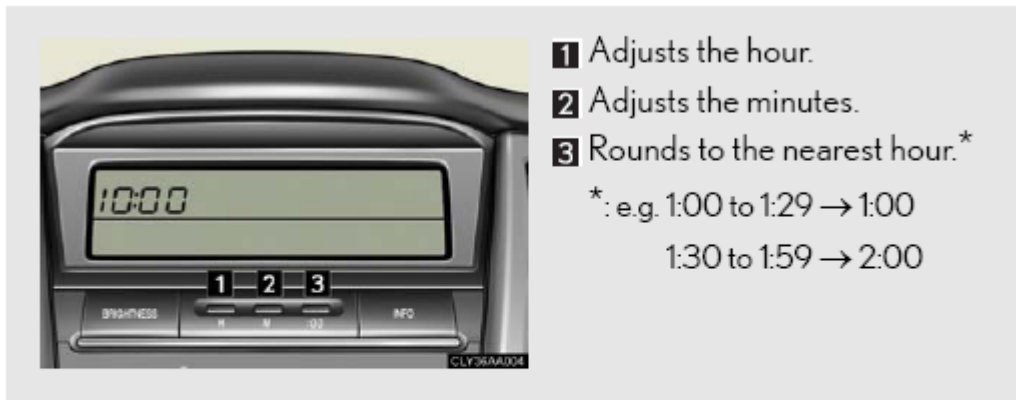 1 Adjusts the hour.
2 Adjusts the minutes.
3 Rounds to the nearest hour.*
*: e.g. 1:00 to 1:29 → 1:00
1:30 to 1:59 → 2:00
10:00
1 2 3
BRIGHTNESS
H M :00
INFO
CLY36AA004